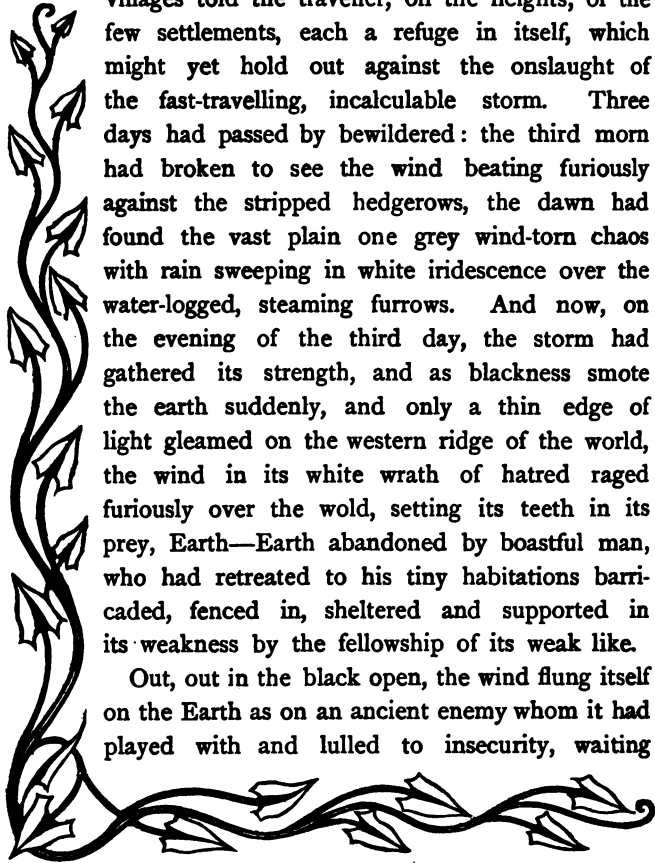 villages told the traveller, on the heights, of the
few settlements, each a refuge in itself, which
might yet hold out against the onslaught of
the fast-travelling, incalculable storm. Three
days had passed by bewildered: the third morn
had broken to see the wind beating furiously
against the stripped hedgerows, the dawn had
found the vast plain one grey wind-torn chaos
with rain sweeping in white iridescence over the
water-logged, steaming furrows. And now, on
the evening of the third day, the storm had
gathered its strength, and as blackness smote
the earth suddenly, and only a thin edge of
light gleamed on the western ridge of the world,
the wind in its white wrath of hatred raged
furiously over the wold, setting its teeth in its
prey, Earth—Earth abandoned by boastful man,
who had retreated to his tiny habitations barri-
caded, fenced in, sheltered and supported in
its weakness by the fellowship of its weak like.
Out, out in the black open, the wind flung itself
on the Earth as on an ancient enemy whom it had
played with and lulled to insecurity, waiting